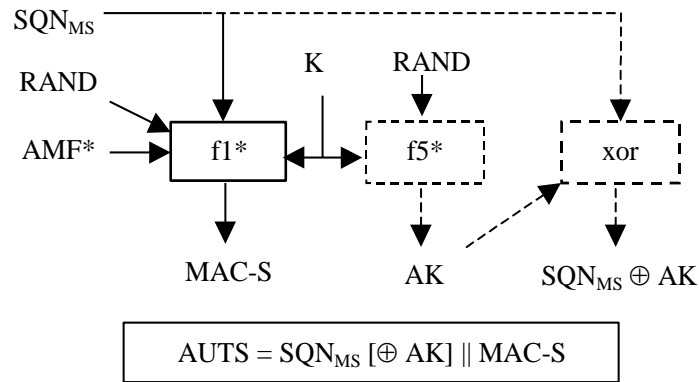 SQN_MS
K
RAND
RAND
AMF*
f1*
f5*
xor
MAC-S
AK
SQN_MS ⊕ AK
AUTS = SQN_MS [⊕ AK] || MAC-S